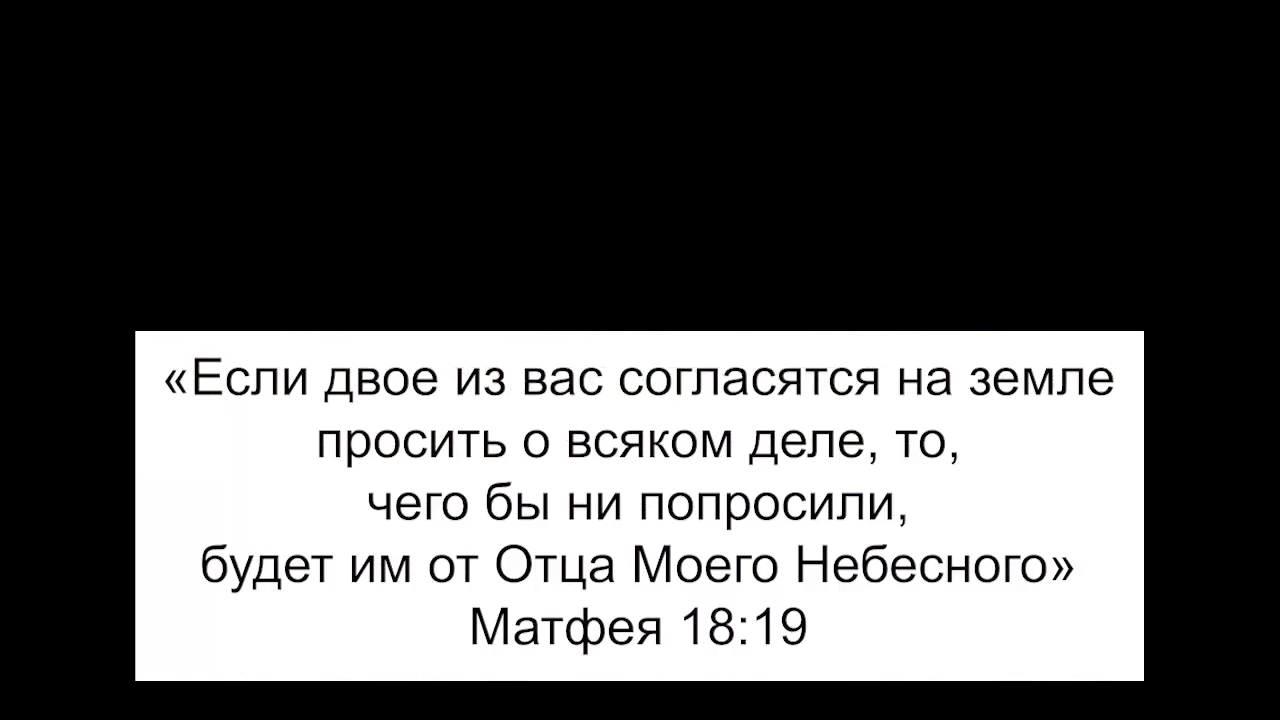 «Если двое из вас согласятся на земле
просить о всяком деле, то,
чего бы ни попросили,
будет им от Отца Моего Небесного»
Матфея 18:19